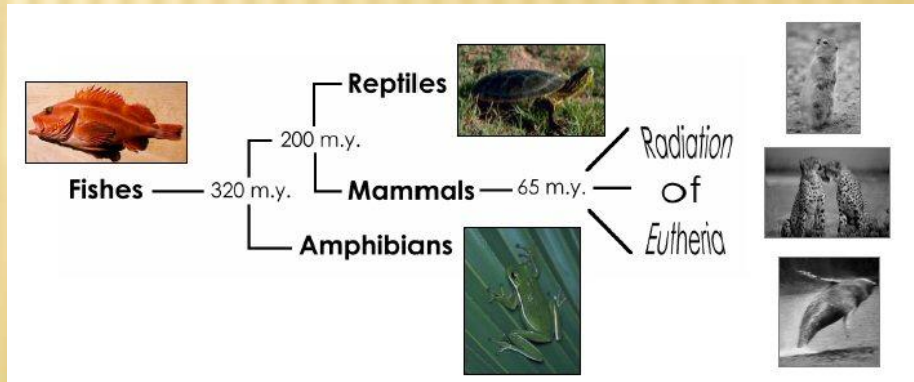 Reptiles
200 m.y.
Radiation
Fishes
320 m.y.
Mammals
65 m.y.
of
Amphibians
Eutheria